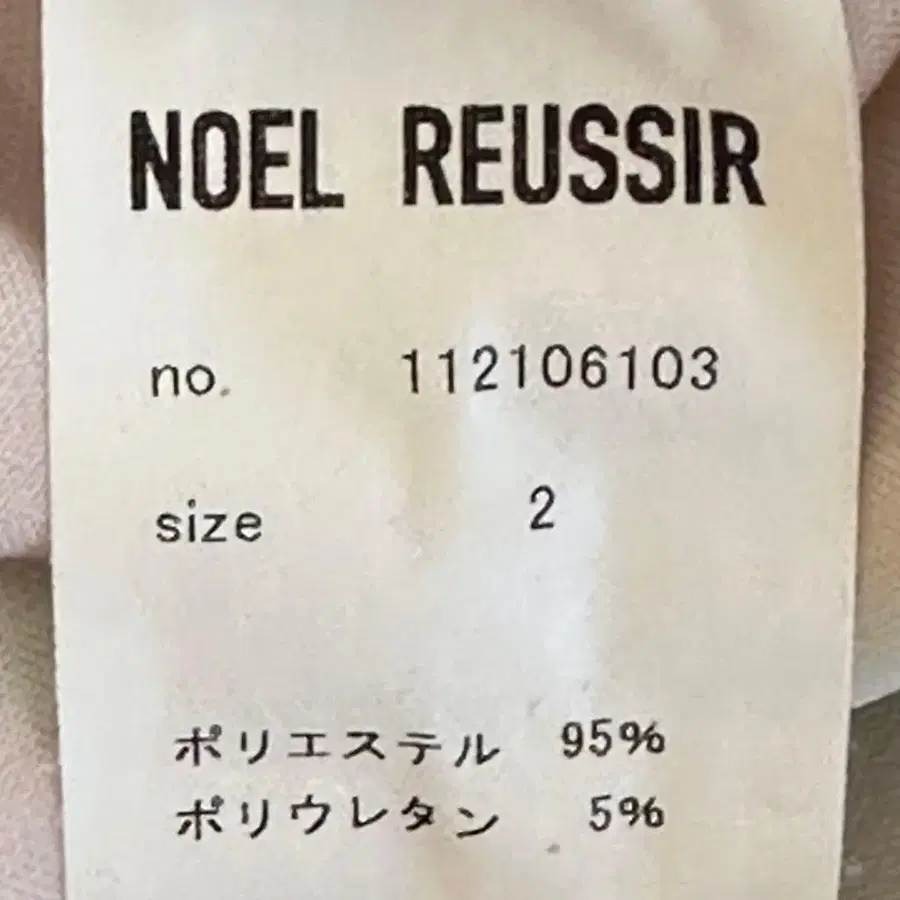 NOEL REUSSIR
no. 112106103
size 2
ポリエステル 95%
ポリウレタン 5%